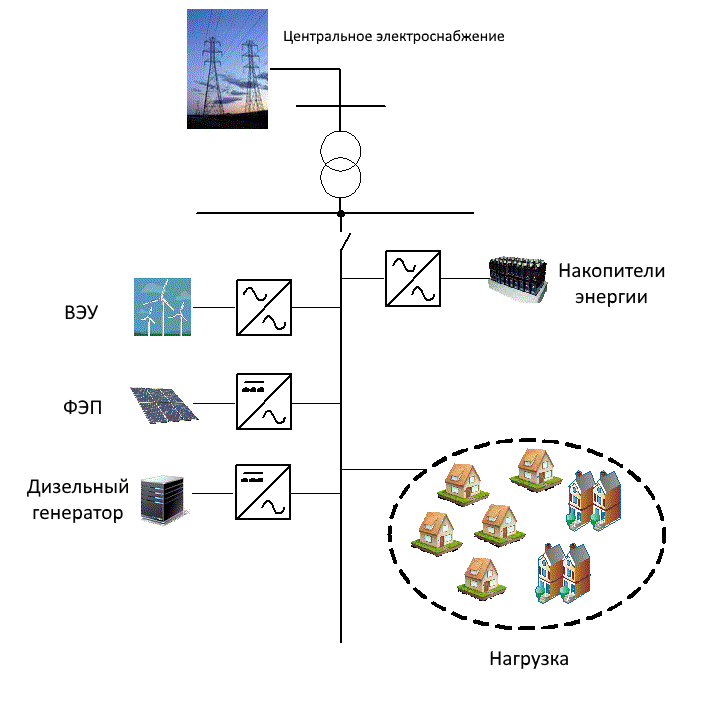 Центральное электроснабжение
Накопители
энергии
ВЭУ
ФЭП
Дизельный
генератор
Нагрузка